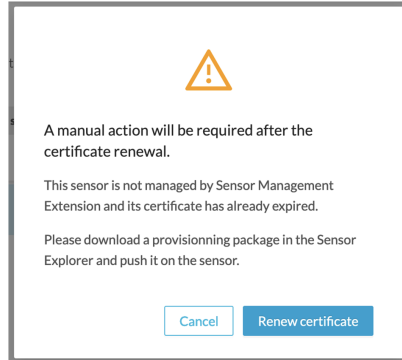 A manual action will be required after the
certificate renewal.
This sensor is not managed by Sensor Management
Extension and its certificate has already expired.
Please download a provisionning package in the Sensor
Explorer and push it on the sensor.
Cancel Renew certificate